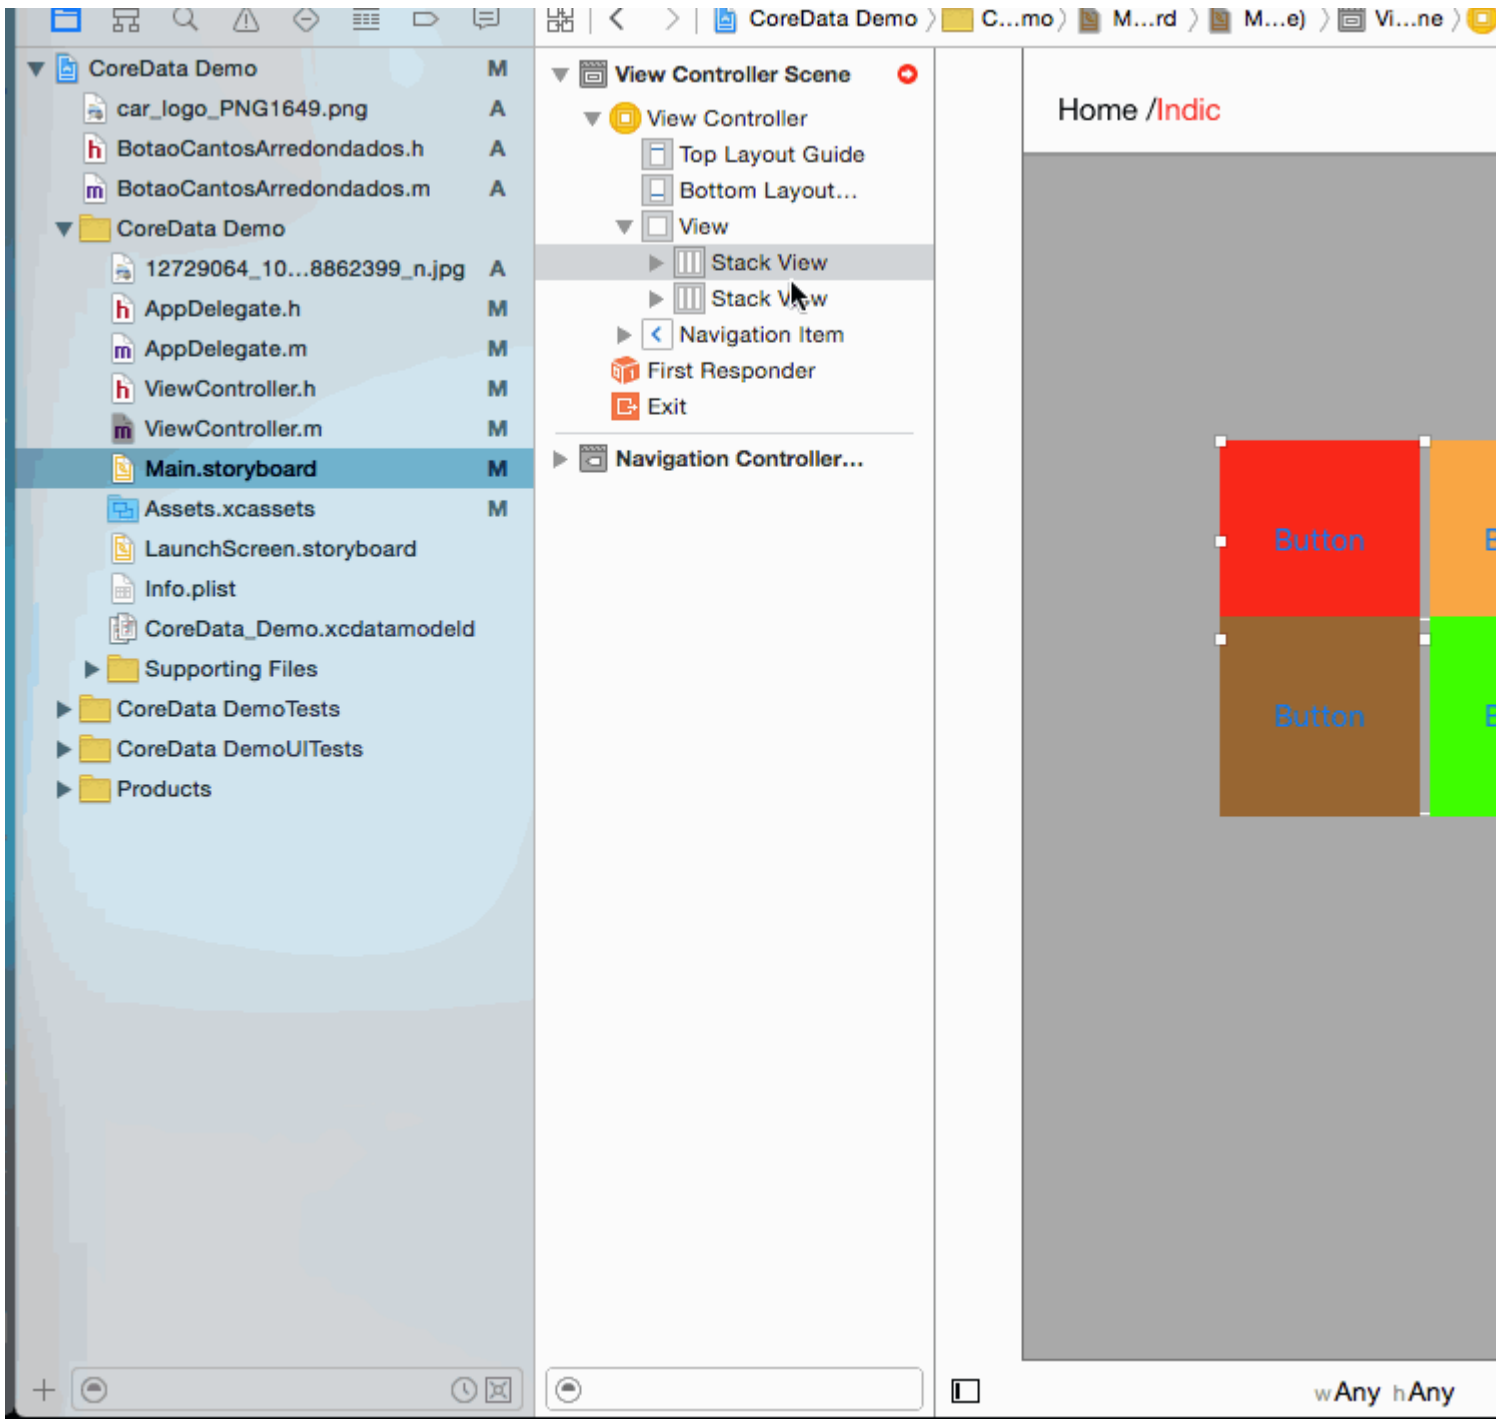 CoreData Demo
C...mo
M...rd
M...e)
Vi...ne
CoreData Demo M
car_logo_PNG1649.png A
BotaoCantosArredondados.h A
BotaoCantosArredondados.m A
CoreData Demo
12729064_10...8862399_n.jpg A
AppDelegate.h M
AppDelegate.m M
ViewController.h M
ViewController.m M
Main.storyboard M
Assets.xcassets M
LaunchScreen.storyboard
Info.plist
CoreData_Demo.xcdatamodeld
Supporting Files
CoreData DemoTests
CoreData DemoUITests
Products
View Controller Scene
View Controller
Top Layout Guide
Bottom Layout...
View
Stack View
Stack View
Navigation Item
First Responder
Exit
Navigation Controller...
Home /Indic
Button
Button
wAny hAny